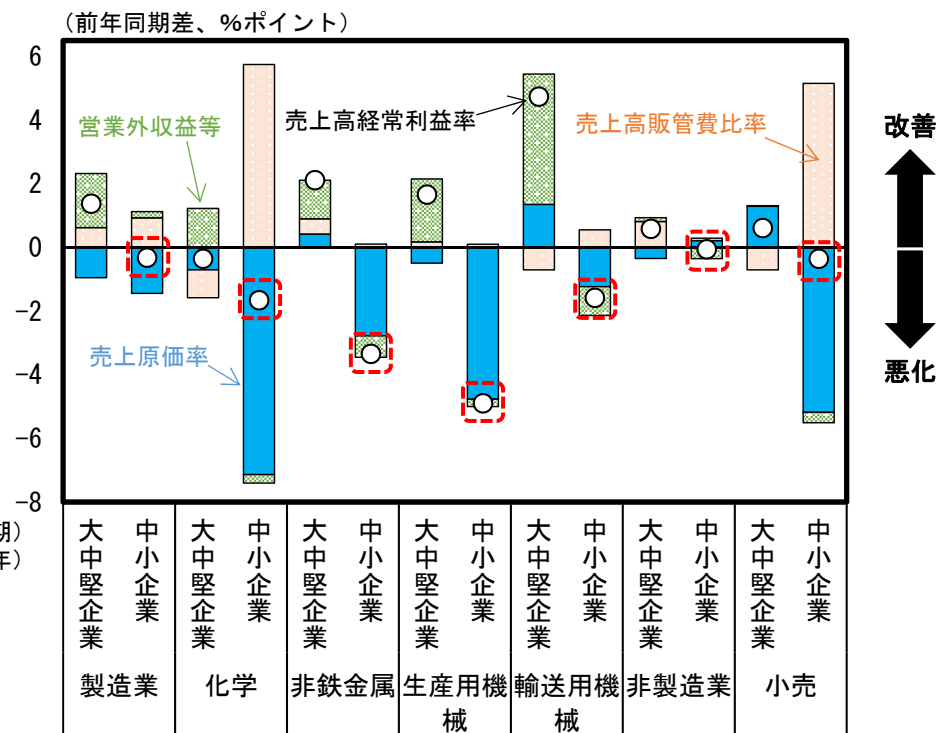 （前年同期差、%ポイント）
6
4
2
0
-2
-4
-6
-8
営業外収益等
売上高経常利益率
売上高販管費比率
売上原価率
改善
悪化
期）
年）
大中堅企業
中小企業
大中堅企業
中小企業
大中堅企業
中小企業
大中堅企業
中小企業
大中堅企業
中小企業
大中堅企業
中小企業
大中堅企業
中小企業
製造業
化学
非鉄金属
生産用機
械
輸送用機
械
非製造業
小売